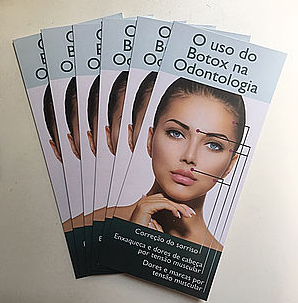 O uso do
Botox na
Odontologia
Correção do sorriso
Enxaqueca e dores de cabeça
por tensão muscular
Dores e marcas por
tensão muscular